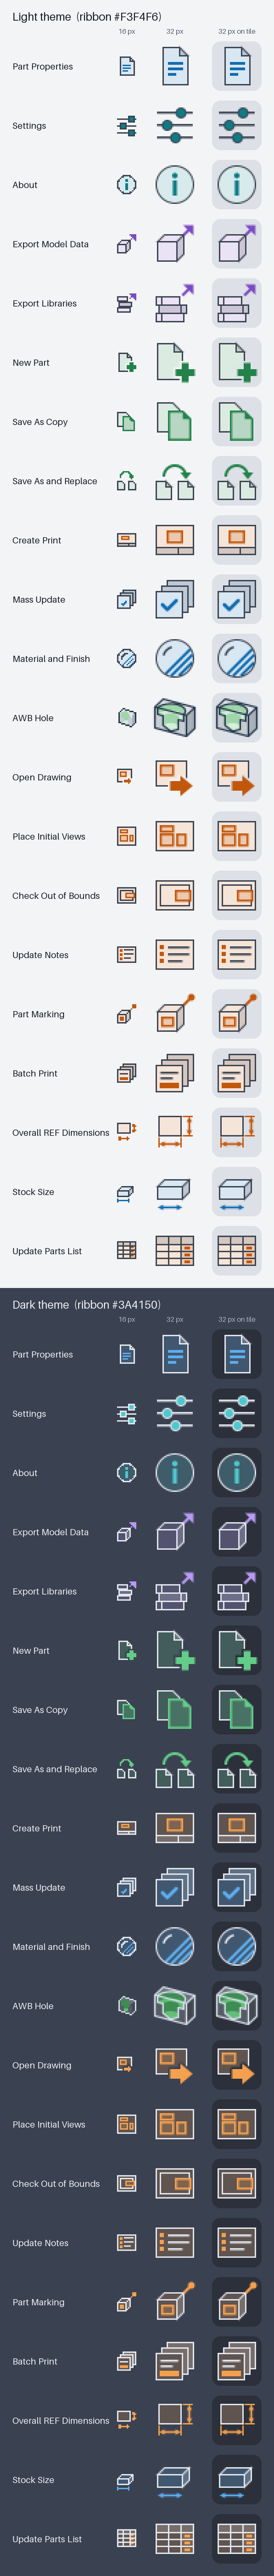 Light theme (ribbon #F3F4F6)
16 px 32 px 32 px on tile
Part Properties
Settings
About
Export Model Data
Export Libraries
New Part
Save As Copy
Save As and Replace
Create Print
Mass Update
Material and Finish
AWB Hole
Open Drawing
Place Initial Views
Check Out of Bounds
Update Notes
Part Marking
Batch Print
Overall REF Dimensions
Stock Size
Update Parts List
Dark theme (ribbon #3A4150)
16 px 32 px 32 px on tile
Part Properties
Settings
About
Export Model Data
Export Libraries
New Part
Save As Copy
Save As and Replace
Create Print
Mass Update
Material and Finish
AWB Hole
Open Drawing
Place Initial Views
Check Out of Bounds
Update Notes
Part Marking
Batch Print
Overall REF Dimensions
Stock Size
Update Parts List